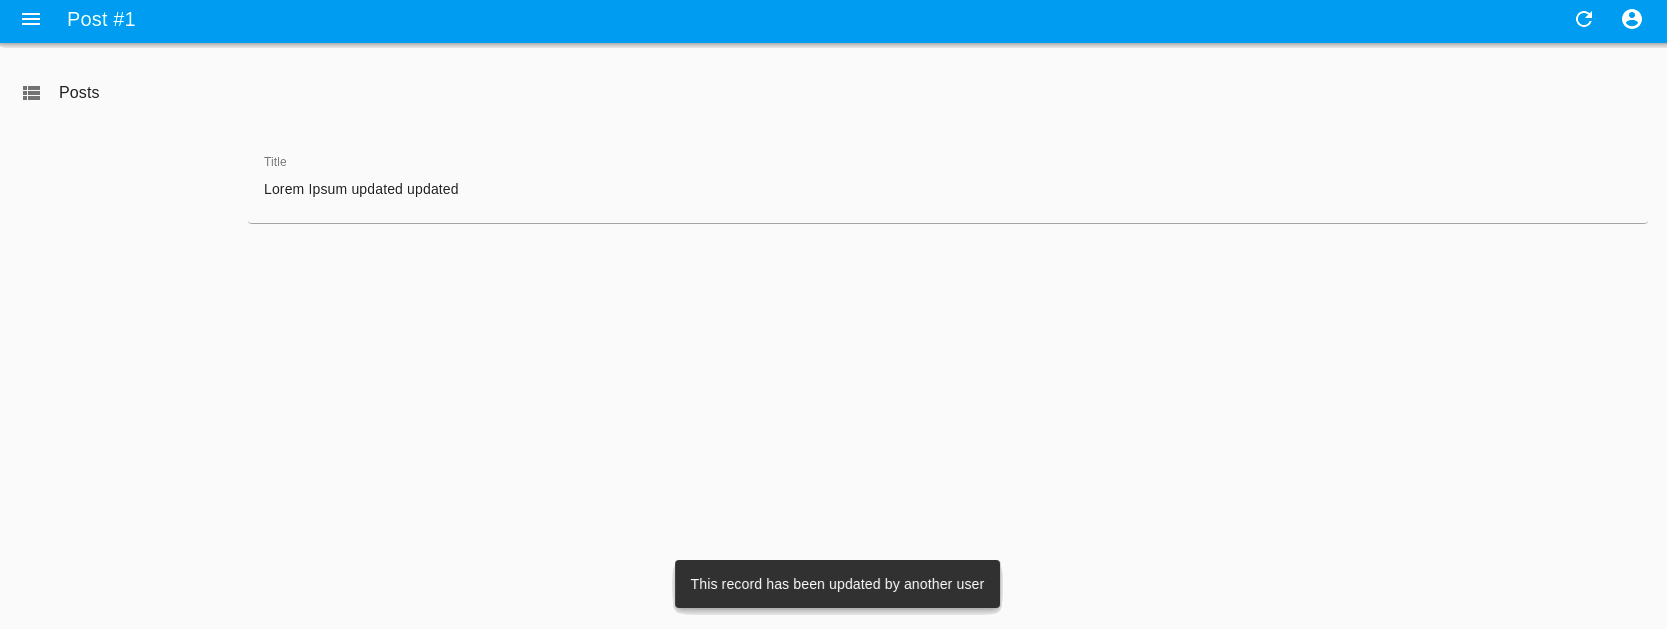 Post #1
Posts
Title
Lorem Ipsum updated updated
This record has been updated by another user